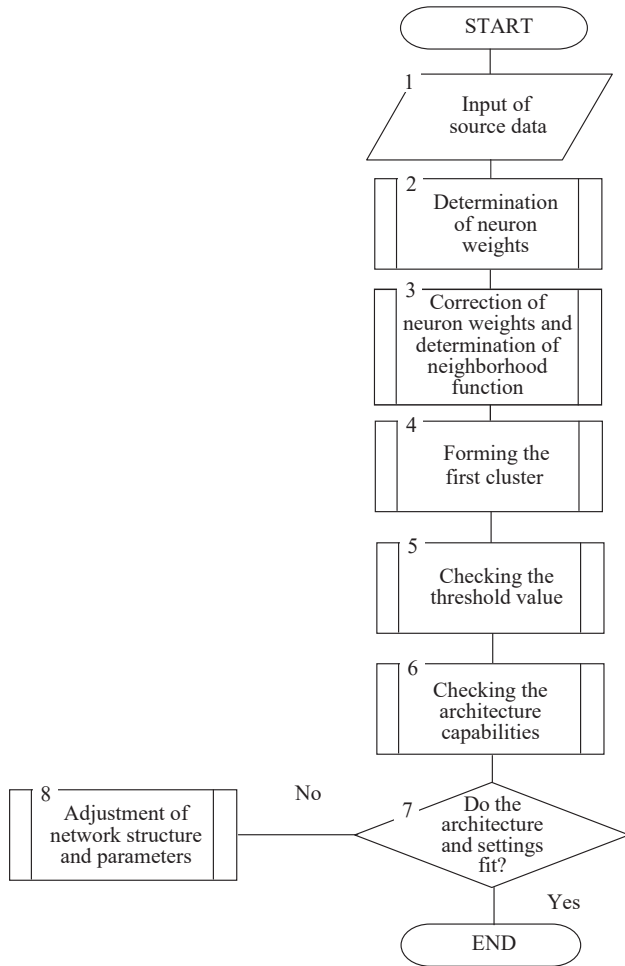 START
1
Input of
source data
2
Determination
of neuron
weights
3
Correction of
neuron weights and
determination of
neighborhood
function
4
Forming the
first cluster
5
Checking the
threshold value
6
Checking the
architecture
capabilities
7
Do the
architecture
and settings
fit?
No
8
Adjustment of
network structure
and parameters
Yes
END